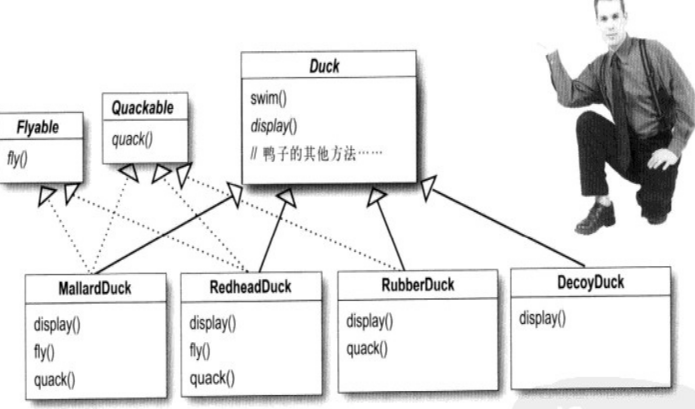 Duck
swim()
display()
// 鸭子的其他方法……
Quackable
quack()
Flyable
fly()
MallardDuck
display()
fly()
quack()
RedheadDuck
display()
fly()
quack()
RubberDuck
display()
quack()
DecoyDuck
display()